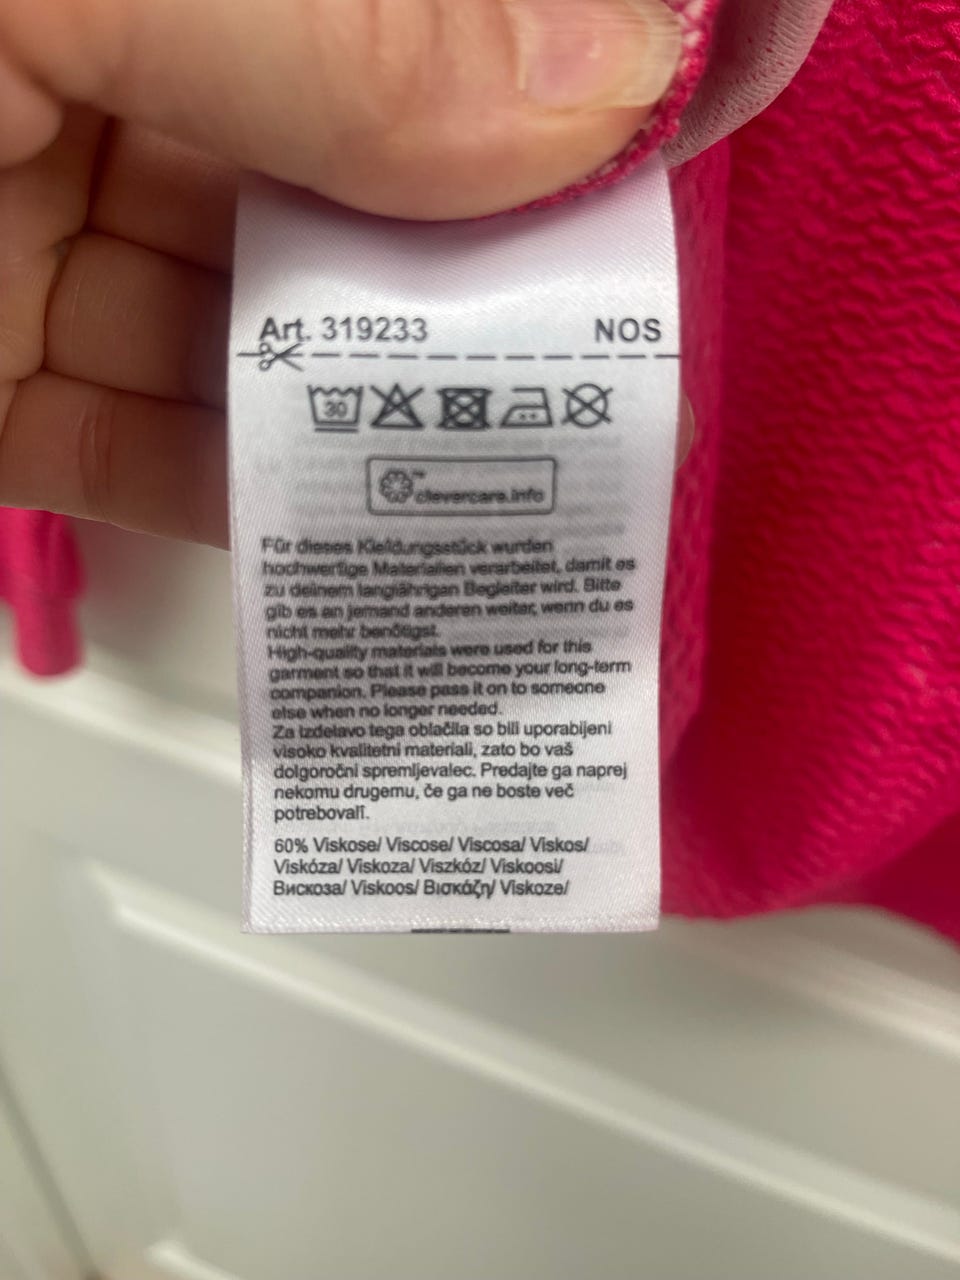 Art. 319233 NOS
30
clevercare.info
Für dieses Kleidungsstück wurden
hochwertige Materialien verarbeitet, damit es
zu deinem langjährigen Begleiter wird. Bitte
gib es an jemand anderen weiter, wenn du es
nicht mehr benötigst.
High-quality materials were used for this
garment so that it will become your long-term
companion. Please pass it on to someone
else when no longer needed.
Za izdelavo tega oblačila so bili uporabijeni
visoko kvalitetni materiali, zato bo vaš
dolgoročni spremljevalec. Predajte ga naprej
nekomu drugemu, če ga ne boste več
potrebovali.
60% Viskose/ Viscose/ Viscosa/ Viskos/
Viskóza/ Viskoza/ Viszkóz/ Viskoosi/
Вискоза/ Viskoos/ Βισκάζη/ Viskoze/